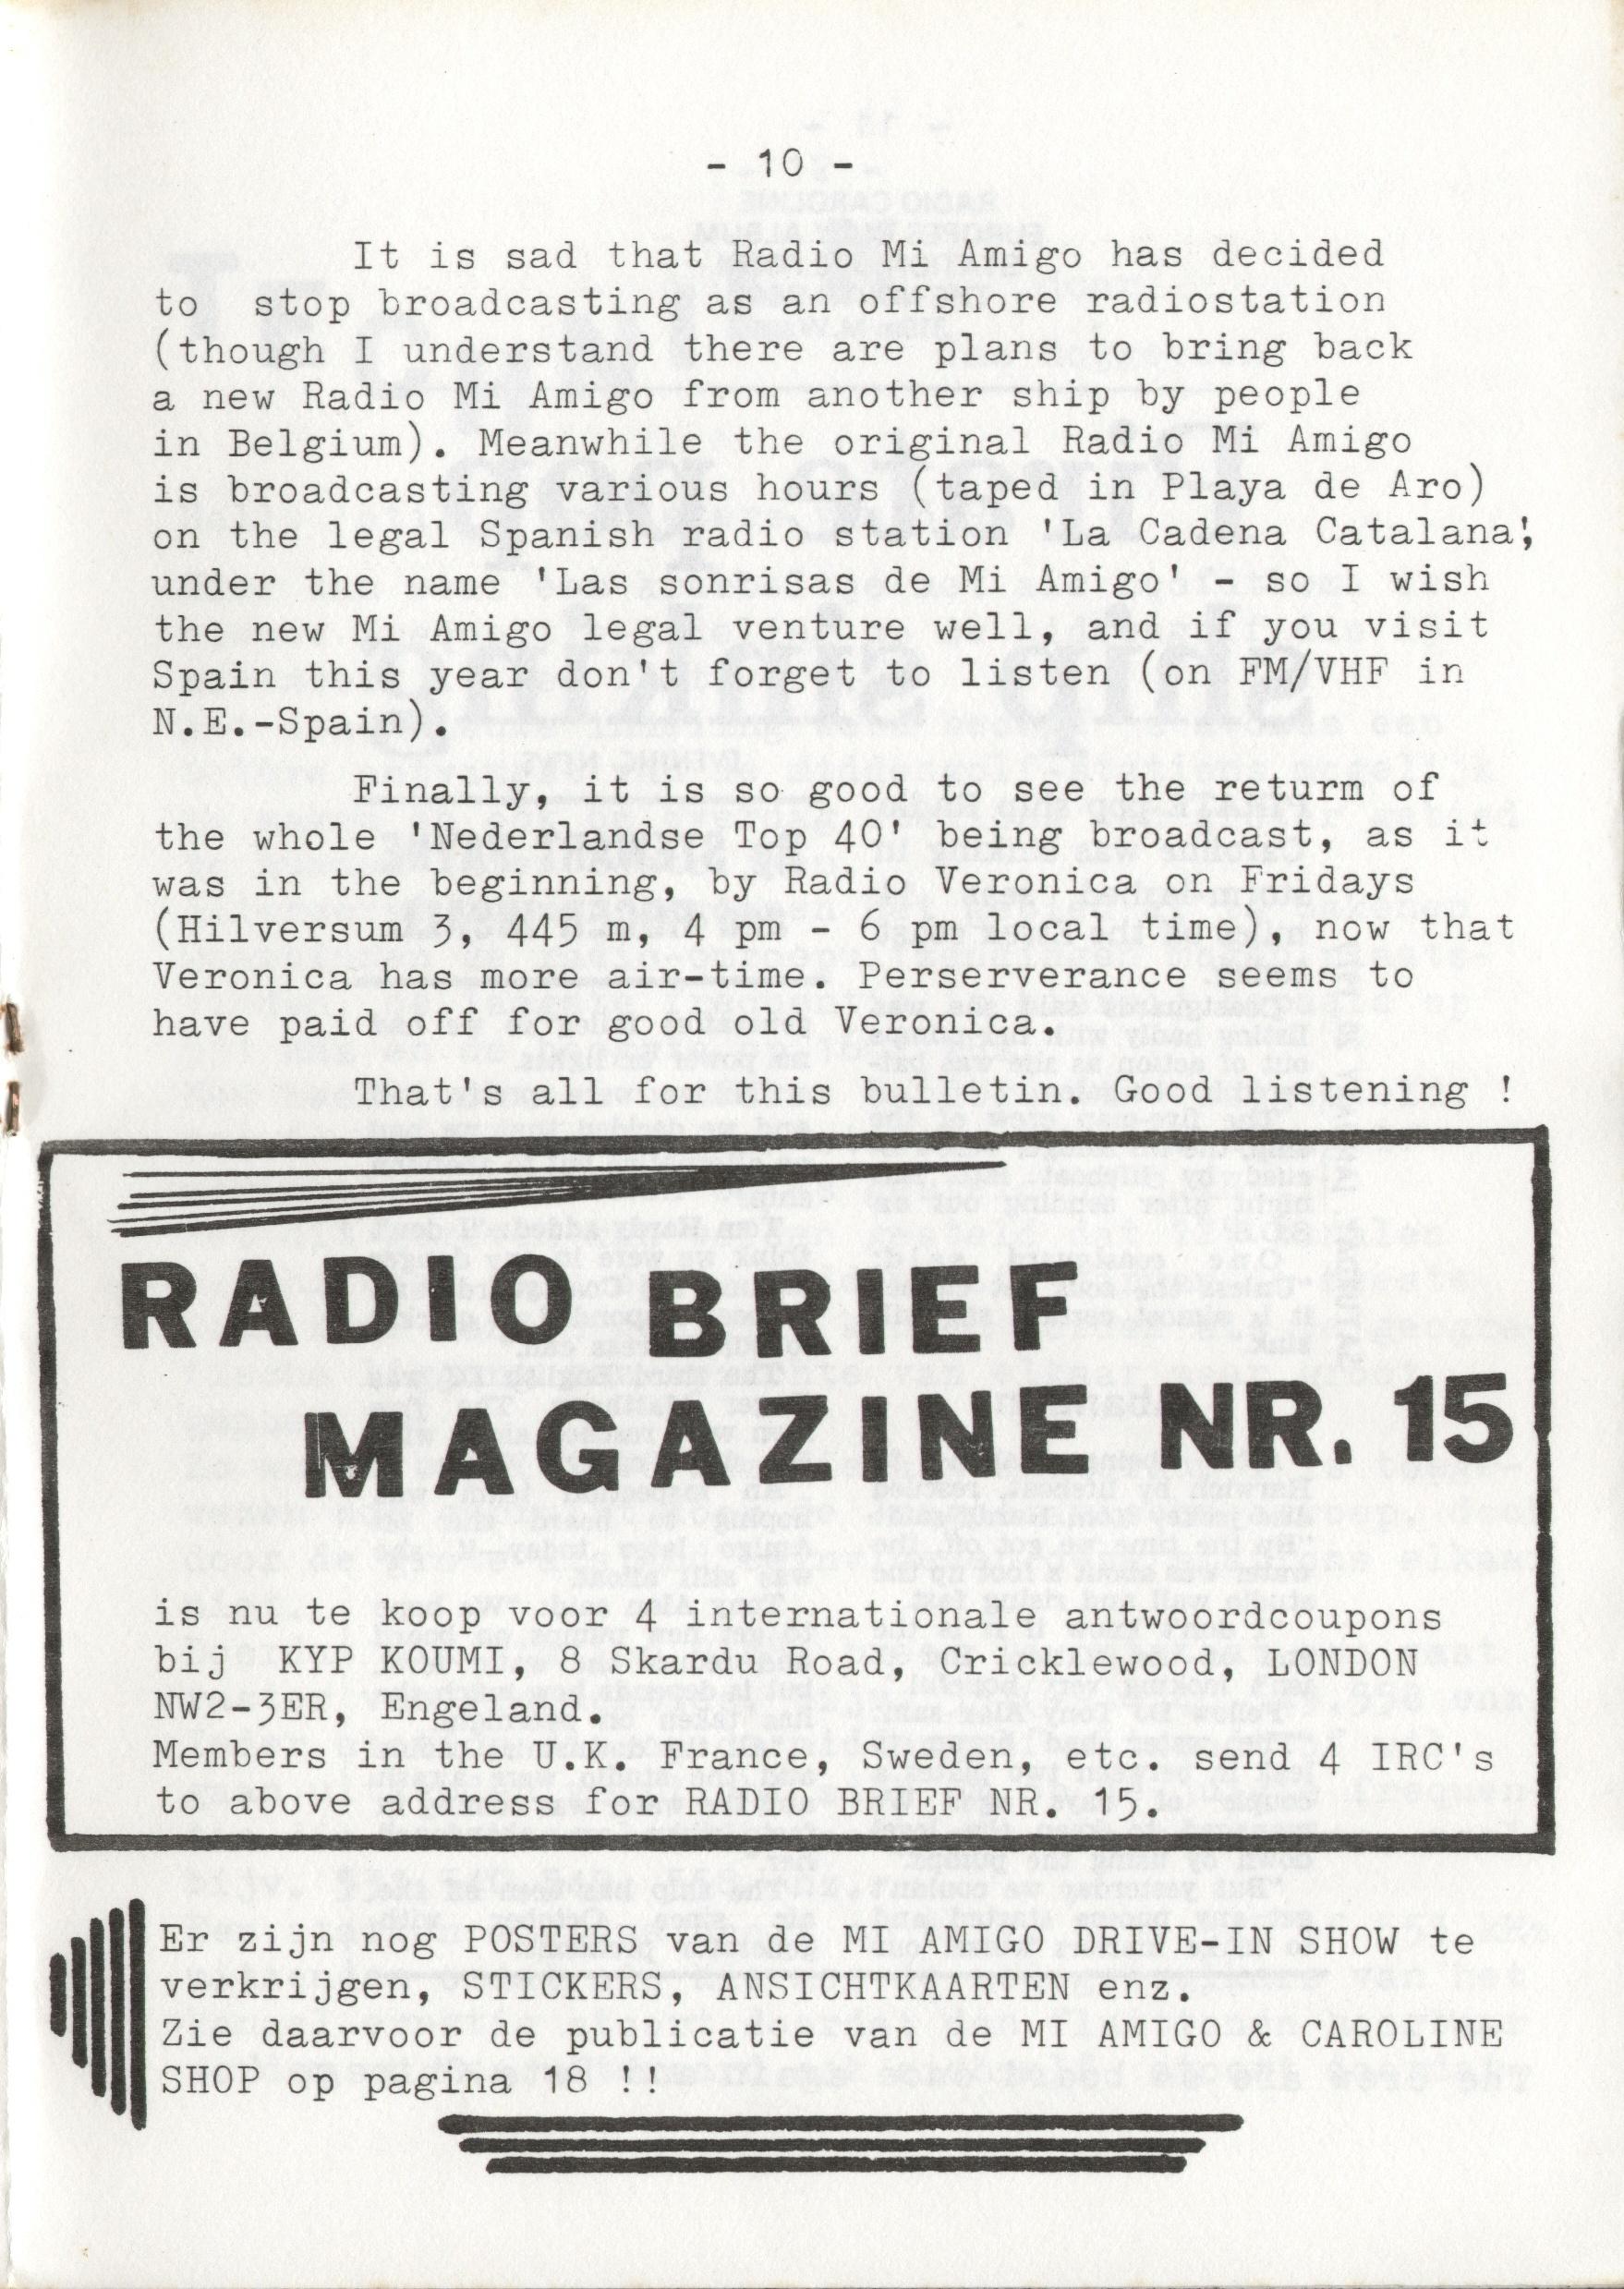 - 10 -
It is sad that Radio Mi Amigo has decided
to stop broadcasting as an offshore radiostation
(though I understand there are plans to bring back
a new Radio Mi Amigo from another ship by people
in Belgium). Meanwhile the original Radio Mi Amigo
is broadcasting various hours (taped in Playa de Aro)
on the legal Spanish radio station 'La Cadena Catalana',
under the name 'Las sonrisas de Mi Amigo' - so I wish
the new Mi Amigo legal venture well, and if you visit
Spain this year don't forget to listen (on FM/VHF in
N.E.-Spain).
Finally, it is so good to see the returm of
the whole 'Nederlandse Top 40' being broadcast, as it
was in the beginning, by Radio Veronica on Fridays
(Hilversum 3, 445 m, 4 pm - 6 pm local time), now that
Veronica has more air-time. Perserverance seems to
have paid off for good old Veronica.
That's all for this bulletin. Good listening !
RADIO BRIEF
MAGAZINE NR. 15
is nu te koop voor 4 internationale antwoordcoupons
bij KYP KOUMI, 8 Skardu Road, Cricklewood, LONDON
NW2-3ER, Engeland.
Members in the U.K. France, Sweden, etc. send 4 IRC's
to above address for RADIO BRIEF NR. 15.
Er zijn nog POSTERS van de MI AMIGO DRIVE-IN SHOW te
verkrijgen, STICKERS, ANSICHTKAARTEN enz.
Zie daarvoor de publicatie van de MI AMIGO & CAROLINE
SHOP op pagina 18 !!